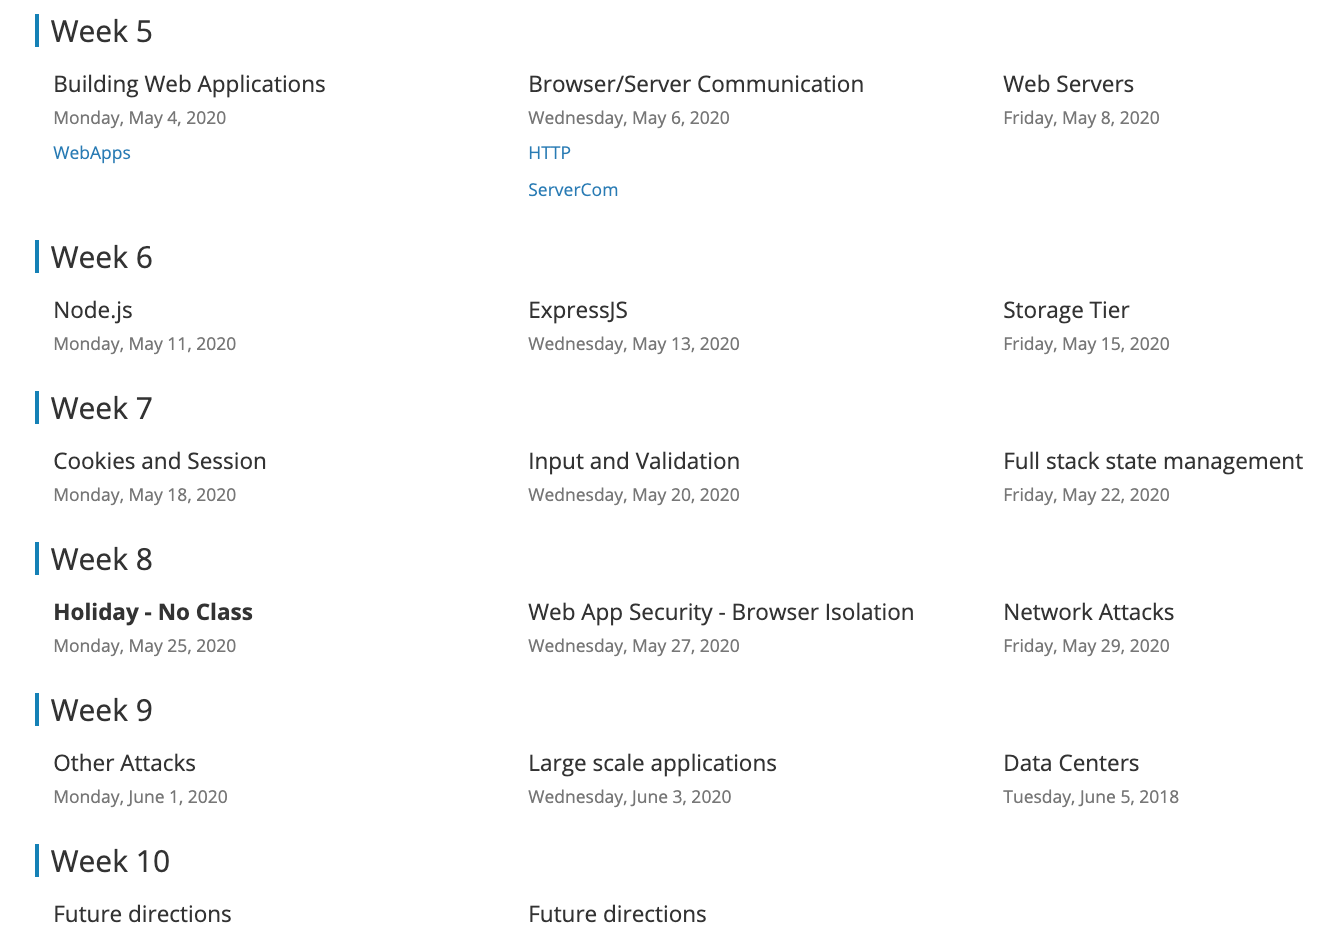 Week 5
Building Web Applications
Monday, May 4, 2020
WebApps
Browser/Server Communication
Wednesday, May 6, 2020
HTTP
ServerCom
Web Servers
Friday, May 8, 2020
Week 6
Node.js
Monday, May 11, 2020
ExpressJS
Wednesday, May 13, 2020
Storage Tier
Friday, May 15, 2020
Week 7
Cookies and Session
Monday, May 18, 2020
Input and Validation
Wednesday, May 20, 2020
Full stack state management
Friday, May 22, 2020
Week 8
Holiday - No Class
Monday, May 25, 2020
Web App Security - Browser Isolation
Wednesday, May 27, 2020
Network Attacks
Friday, May 29, 2020
Week 9
Other Attacks
Monday, June 1, 2020
Large scale applications
Wednesday, June 3, 2020
Data Centers
Tuesday, June 5, 2018
Week 10
Future directions
Future directions